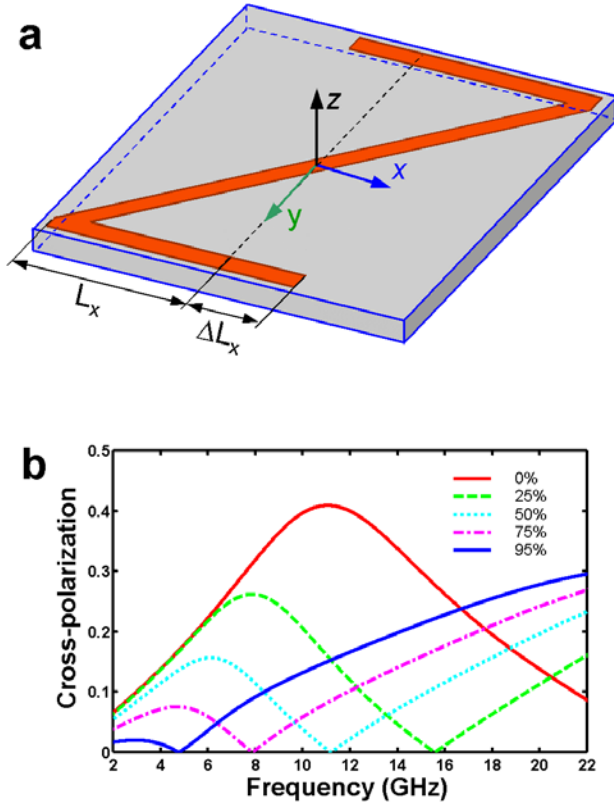 a
z
x
y
Lx
ΔLx
b
0.5
0.4
0.3
0.2
0.1
0
Cross-polarization
0%
25%
50%
75%
95%
2 4 6 8 10 12 14 16 18 20 22
Frequency (GHz)